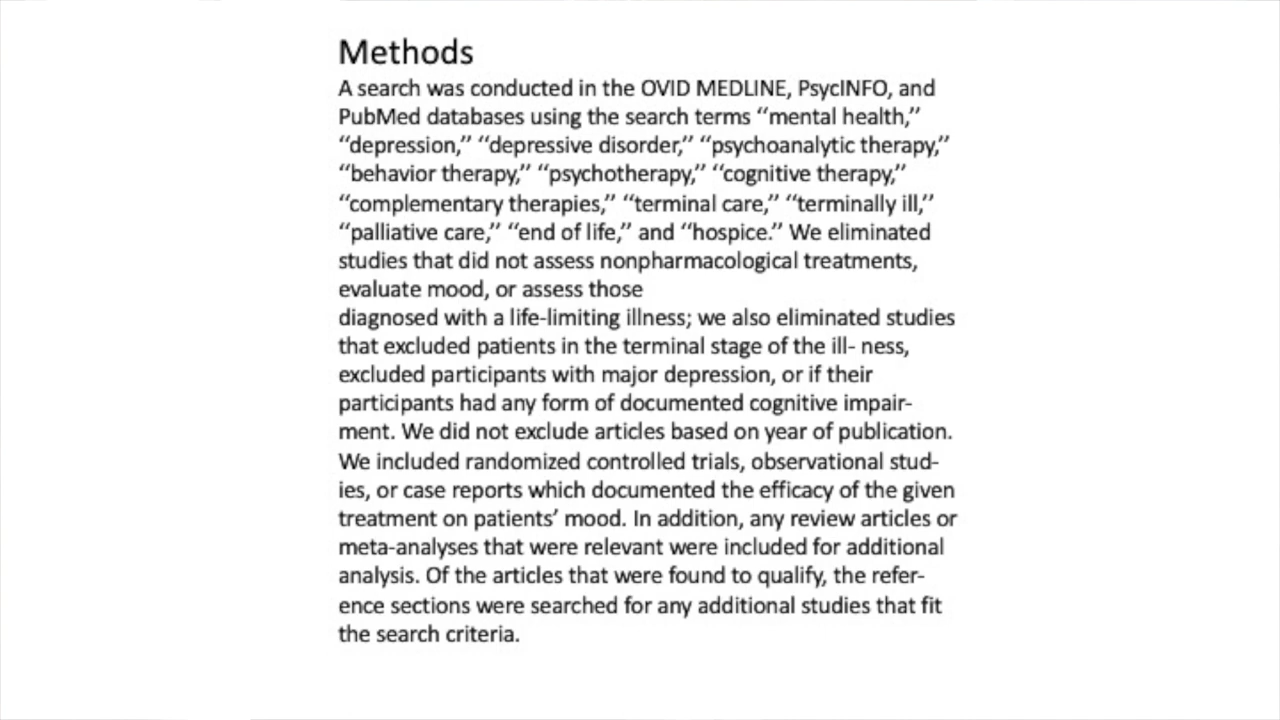 Methods
A search was conducted in the OVID MEDLINE, PsycINFO, and
PubMed databases using the search terms “mental health,”
“depression,” “depressive disorder,” “psychoanalytic therapy,”
“behavior therapy,” “psychotherapy,” “cognitive therapy,”
“complementary therapies,” “terminal care,” “terminally ill,”
“palliative care,” “end of life,” and “hospice.” We eliminated
studies that did not assess nonpharmacological treatments,
evaluate mood, or assess those
diagnosed with a life-limiting illness; we also eliminated studies
that excluded patients in the terminal stage of the ill- ness,
excluded participants with major depression, or if their
participants had any form of documented cognitive impair-
ment. We did not exclude articles based on year of publication.
We included randomized controlled trials, observational stud-
ies, or case reports which documented the efficacy of the given
treatment on patients’ mood. In addition, any review articles or
meta-analyses that were relevant were included for additional
analysis. Of the articles that were found to qualify, the refer-
ence sections were searched for any additional studies that fit
the search criteria.